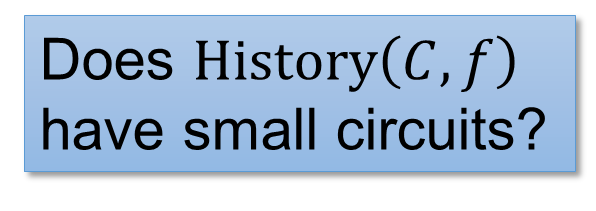 Does History(C, f)
have small circuits?